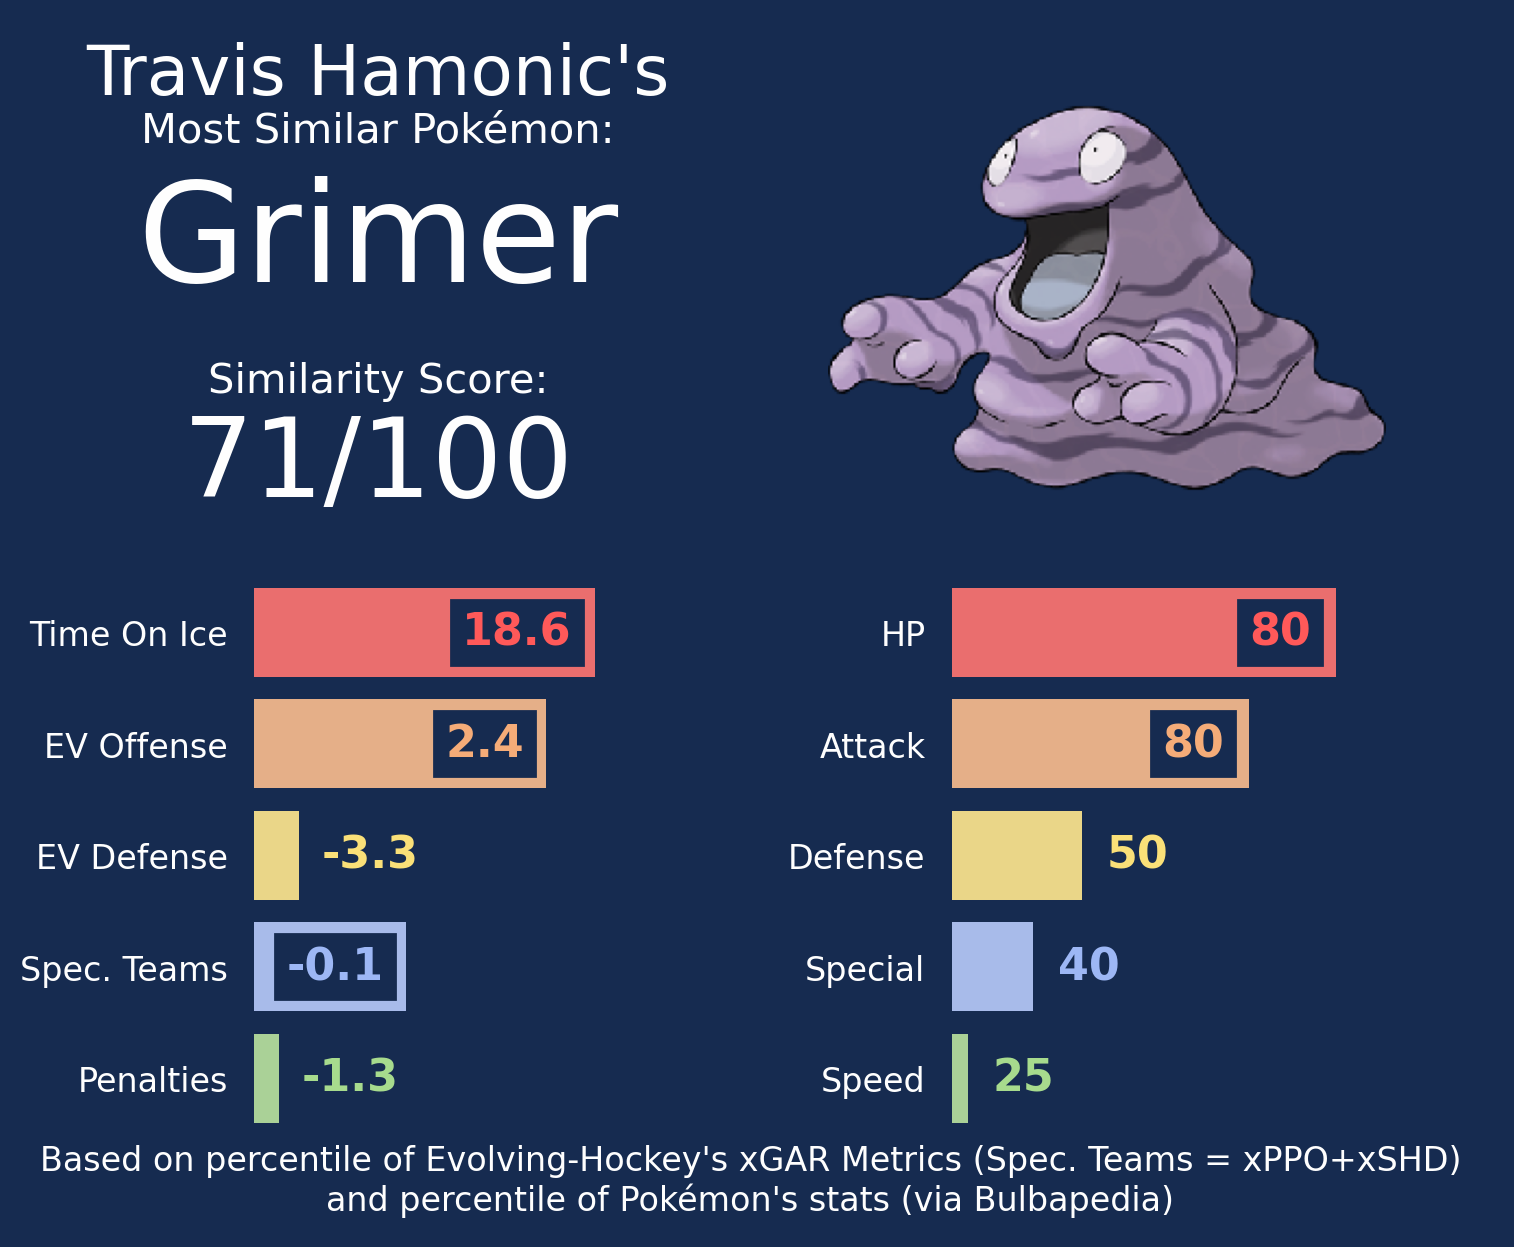 Travis Hamonic's
Most Similar Pokémon:
Grimer
Similarity Score:
71/100
Time On Ice 18.6
EV Offense 2.4
EV Defense -3.3
Spec. Teams -0.1
Penalties -1.3
HP 80
Attack 80
Defense 50
Special 40
Speed 25
Based on percentile of Evolving-Hockey's xGAR Metrics (Spec. Teams = xPPO+xSHD)
and percentile of Pokémon's stats (via Bulbapedia)